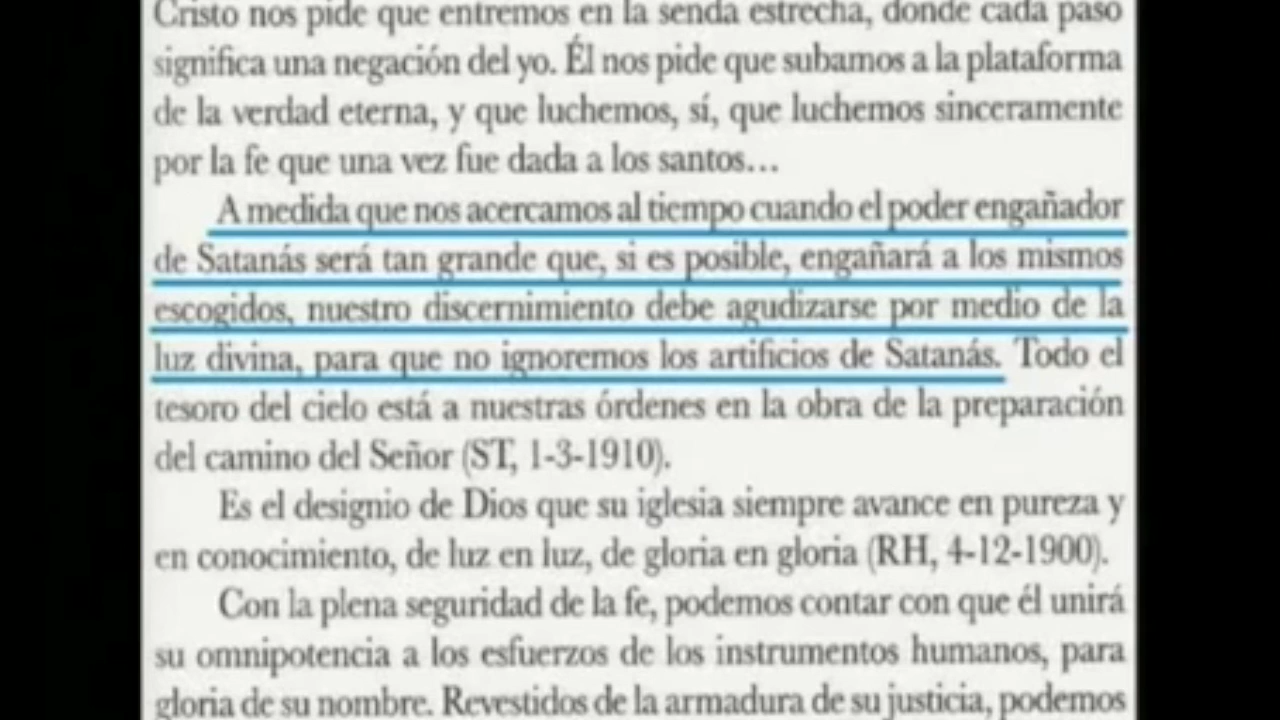 Cristo nos pide que entremos en la senda estrecha, donde cada paso
significa una negación del yo. Él nos pide que subamos a la plataforma
de la verdad eterna, y que luchemos, sí, que luchemos sinceramente
por la fe que una vez fue dada a los santos...
A medida que nos acercamos al tiempo cuando el poder engañador
de Satanás será tan grande que, si es posible, engañará a los mismos
escogidos, nuestro discernimiento debe agudizarse por medio de la
luz divina, para que no ignoremos los artificios de Satanás. Todo el
tesoro del cielo está a nuestras órdenes en la obra de la preparación
del camino del Señor (ST, 1-3-1910).
Es el designio de Dios que su iglesia siempre avance en pureza y
en conocimiento, de luz en luz, de gloria en gloria (RH, 4-12-1900).
Con la plena seguridad de la fe, podemos contar con que él unirá
su omnipotencia a los esfuerzos de los instrumentos humanos, para
gloria de su nombre. Revestidos de la armadura de su justicia, podemos